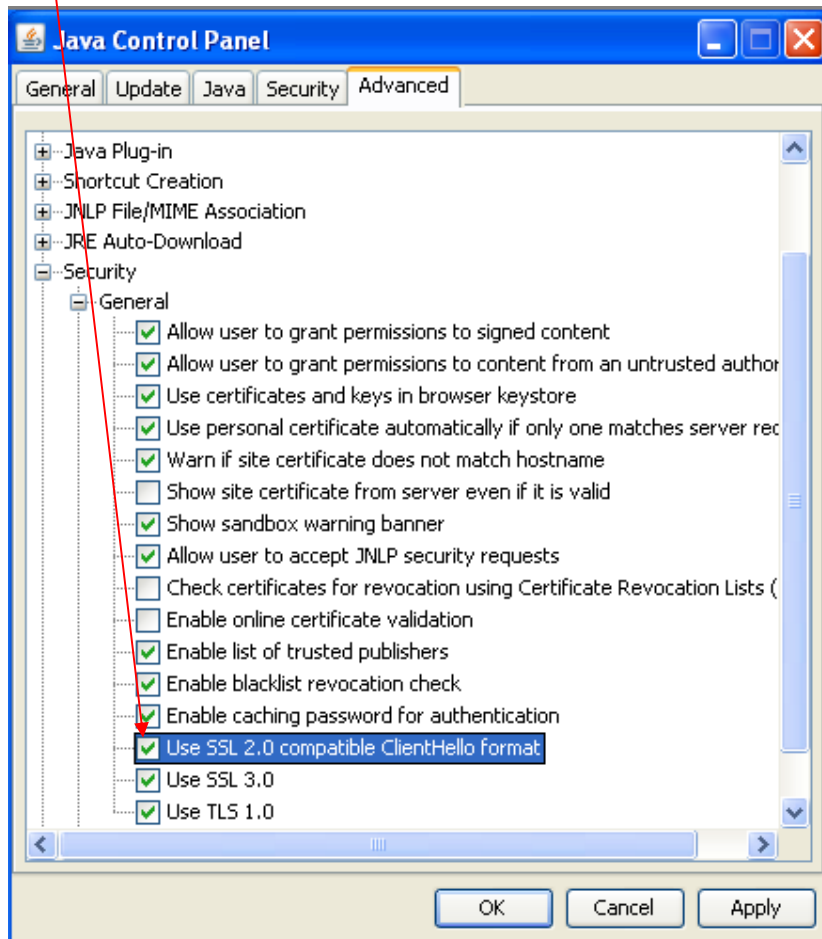 Java Control Panel
General Update Java Security Advanced
Java Plug-in
Shortcut Creation
JNLP File/MIME Association
JRE Auto-Download
Security
General
Allow user to grant permissions to signed content
Allow user to grant permissions to content from an untrusted author
Use certificates and keys in browser keystore
Use personal certificate automatically if only one matches server rec
Warn if site certificate does not match hostname
Show site certificate from server even if it is valid
Show sandbox warning banner
Allow user to accept JNLP security requests
Check certificates for revocation using Certificate Revocation Lists (
Enable online certificate validation
Enable list of trusted publishers
Enable blacklist revocation check
Enable caching password for authentication
Use SSL 2.0 compatible ClientHello format
Use SSL 3.0
Use TLS 1.0
OK Cancel Apply